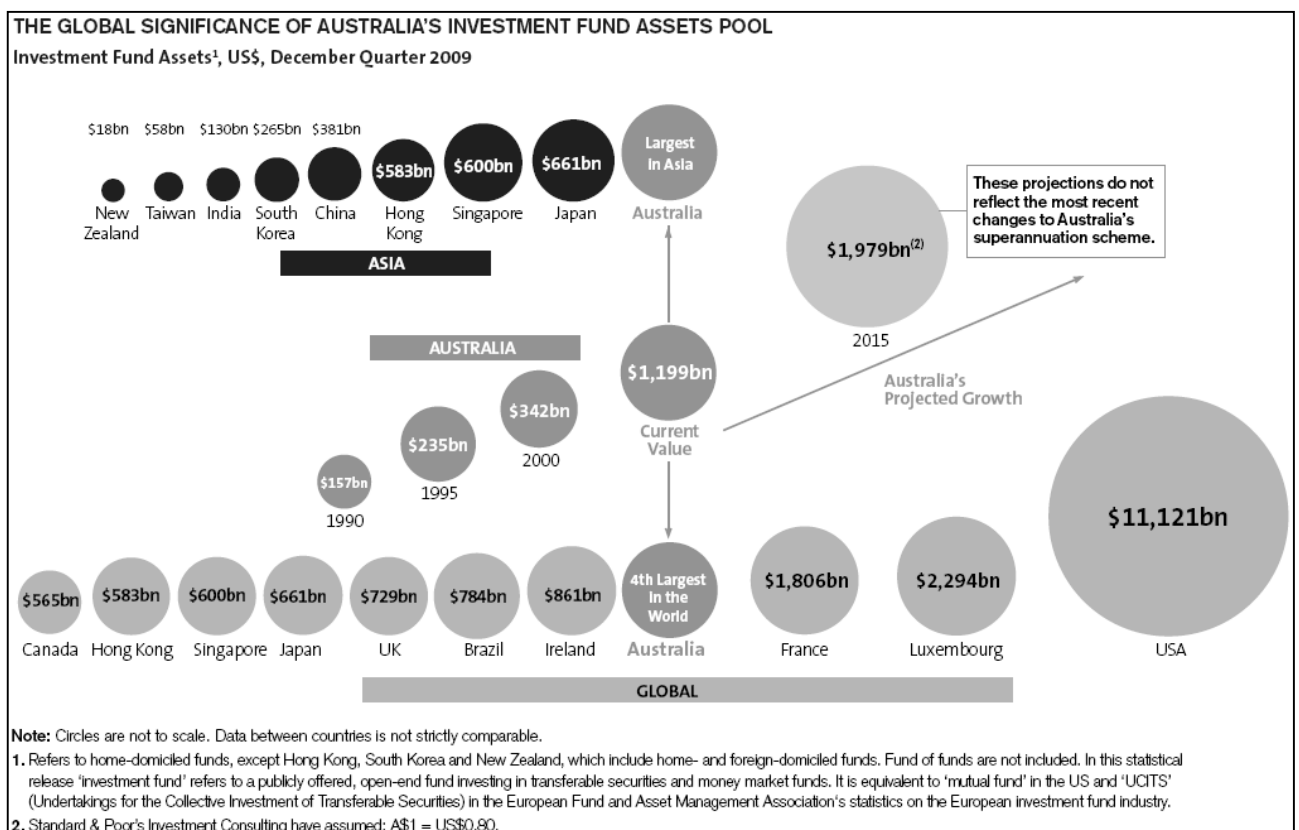 THE GLOBAL SIGNIFICANCE OF AUSTRALIA'S INVESTMENT FUND ASSETS POOL
Investment Fund Assets¹, US$, December Quarter 2009
$18bn $58bn $130bn $265bn $381bn $583bn $600bn $661bn Largest In Asia
New Zealand Taiwan India South Korea China Hong Kong Singapore Japan Australia
ASIA
These projections do not
reflect the most recent
changes to Australia's
superannuation scheme.
$1,979bn⁽²⁾
2015
AUSTRALIA
$157bn
1990
$235bn
1995
$342bn
2000
$1,199bn
Current
Value
Australia's
Projected Growth
$565bn $583bn $600bn $661bn $729bn $784bn $861bn 4th Largest In the World $1,806bn $2,294bn $11,121bn
Canada Hong Kong Singapore Japan UK Brazil Ireland Australia France Luxembourg USA
GLOBAL
Note: Circles are not to scale. Data between countries is not strictly comparable.
1. Refers to home-domiciled funds, except Hong Kong, South Korea and New Zealand, which include home- and foreign-domiciled funds. Fund of funds are not included. In this statistical
release 'investment fund' refers to a publicly offered, open-end fund investing in transferable securities and money market funds. It is equivalent to 'mutual fund' in the US and 'UCITS'
(Undertakings for the Collective Investment of Transferable Securities) in the European Fund and Asset Management Association's statistics on the European investment fund industry.
2. Standard & Poor's Investment Consulting have assumed: A$1 = US$0.80.